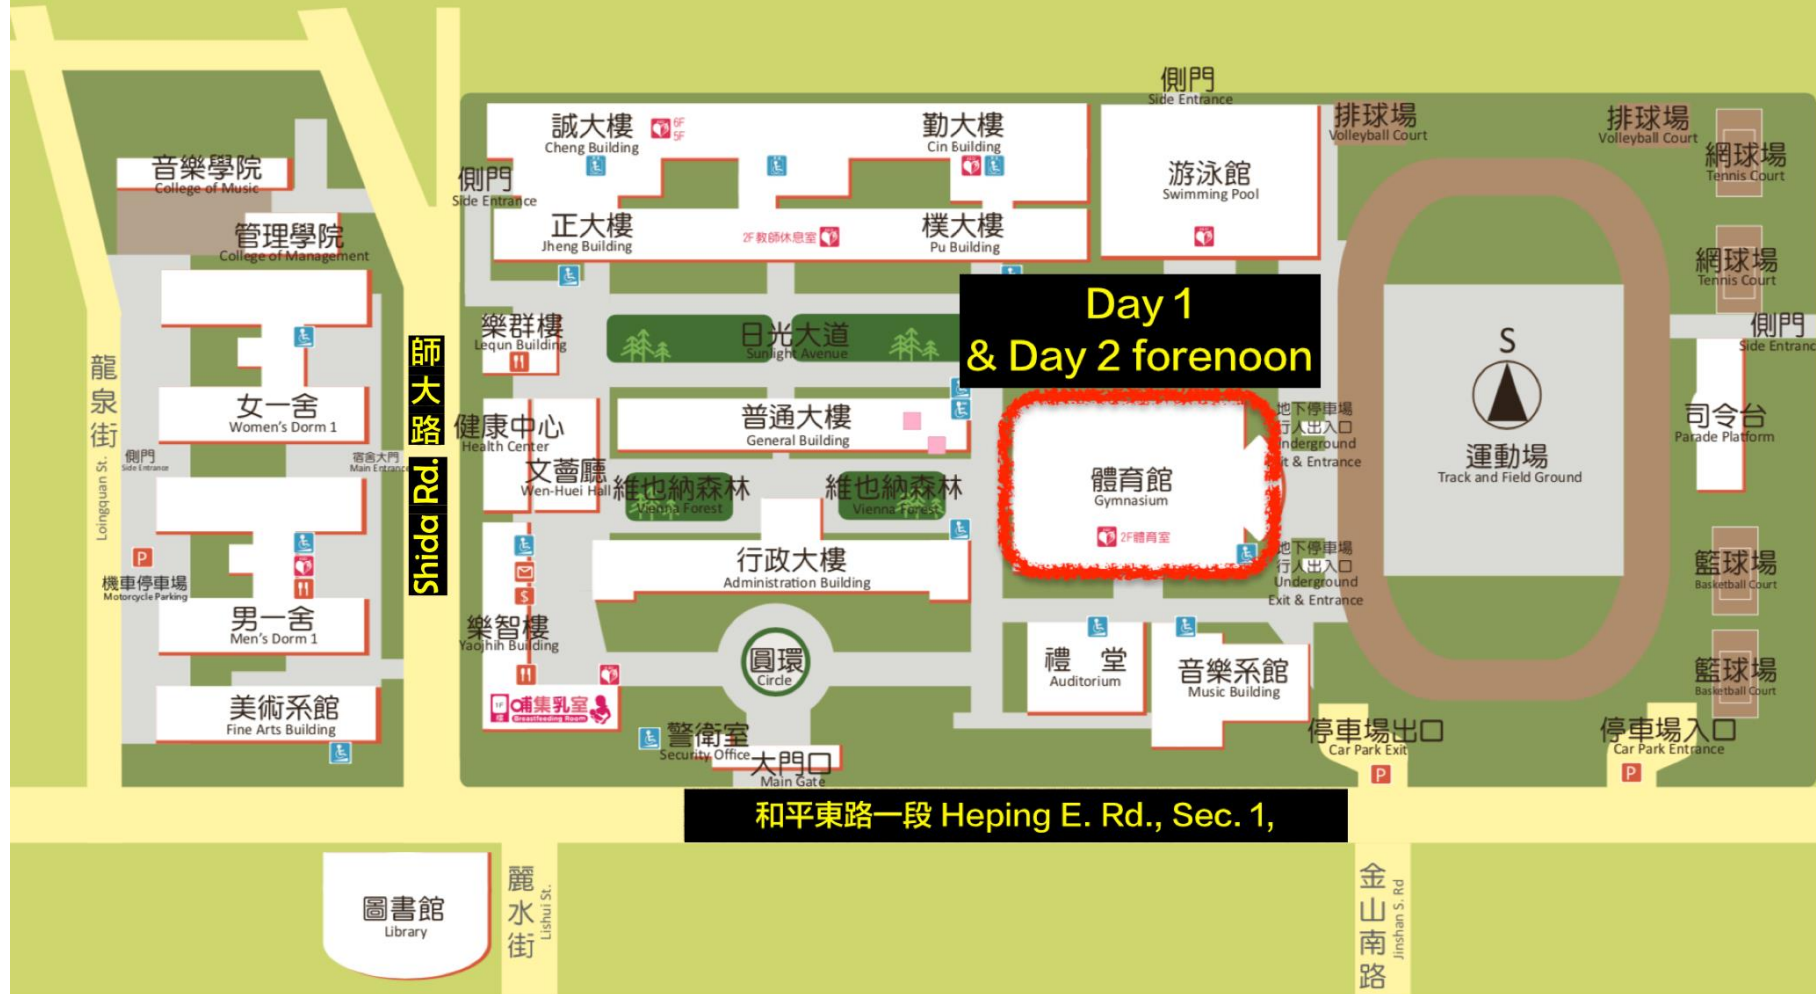 側門
Side Entrance
誠大樓
Cheng Building
6F
5F
勤大樓
Cin Building
游泳館
Swimming Pool
排球場
Volleyball Court
排球場
Volleyball Court
網球場
Tennis Court
音樂學院
College of Music
側門
Side Entrance
管理學院
College of Management
正大樓
Jheng Building
2F教師休息室
樸大樓
Pu Building
網球場
Tennis Court
Day 1
& Day 2 forenoon
樂群樓
Lequn Building
日光大道
Sunlight Avenue
S
側門
Side Entranc
龍泉街
Loingquan St.
師大路
Shida Rd.
女一舍
Women's Dorm 1
側門
Side Entrance
宿舍大門
Main Entrance
健康中心
Health Center
普通大樓
General Building
地下停車場
行人出入口
Underground
Exit & Entrance
司令台
Parade Platform
運動場
Track and Field Ground
文薈廳
Wen-Huei Hall
維也納森林
Vienna Forest
維也納森林
Vienna Forest
體育館
Gymnasium
2F體育室
P
機車停車場
Motorcycle Parking
行政大樓
Administration Building
地下停車場
行人出入口
Underground
Exit & Entrance
籃球場
Basketball Court
$
男一舍
Men's Dorm 1
樂智樓
Yaojhih Building
圓環
Circle
禮 堂
Auditorium
音樂系館
Music Building
籃球場
Basketball Court
美術系館
Fine Arts Building
1F
哺集乳室
Breastfeeding Room
警衛室
Security Office
大門口
Main Gate
停車場出口
Car Park Exit
P
停車場入口
Car Park Entrance
P
和平東路一段 Heping E. Rd., Sec. 1,
圖書館
Library
麗水街
Lishui St.
金山南路
Jinshan S. Rd